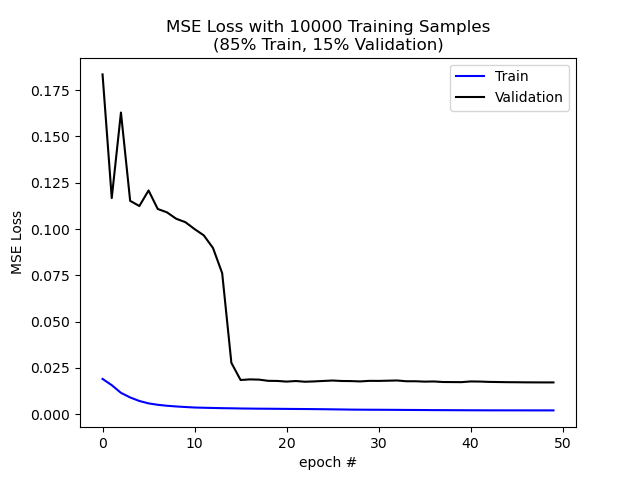 MSE Loss with 10000 Training Samples
(85% Train, 15% Validation)
Train
Validation
MSE Loss
0.175
0.150
0.125
0.100
0.075
0.050
0.025
0.000
0 10 20 30 40 50
epoch #